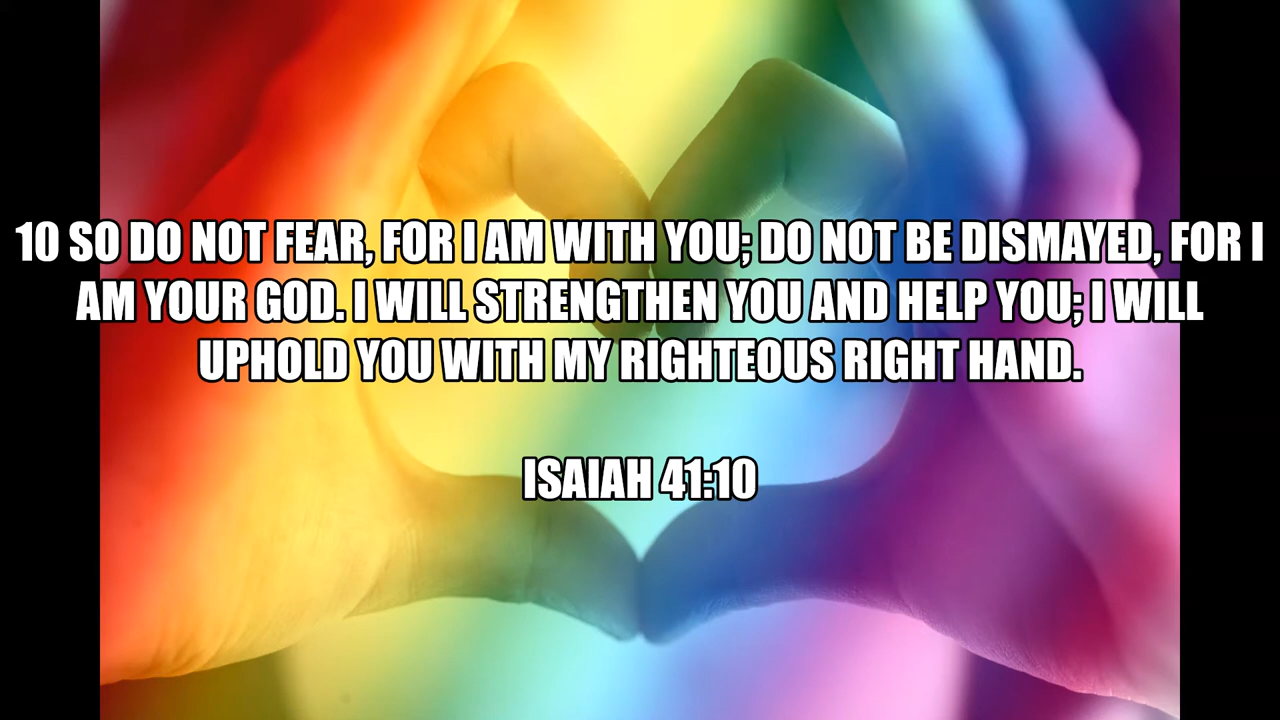 10 SO DO NOT FEAR, FOR I AM WITH YOU; DO NOT BE DISMAYED, FOR I
AM YOUR GOD. I WILL STRENGTHEN YOU AND HELP YOU; I WILL
UPHOLD YOU WITH MY RIGHTEOUS RIGHT HAND.
ISAIAH 41:10